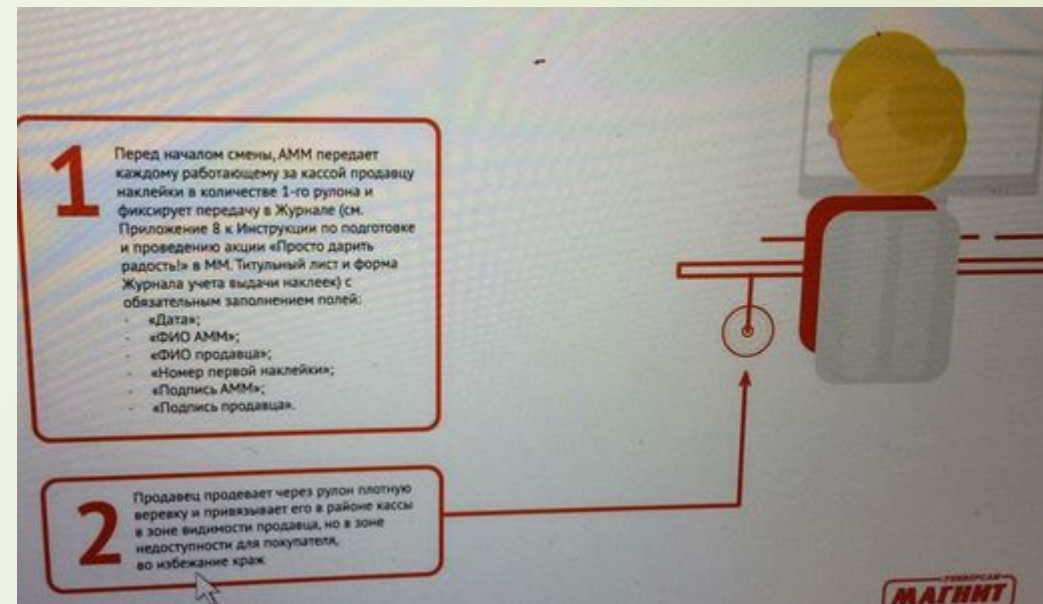 1
Перед началом смены, АММ передает
каждому работающему за кассой продавцу
наклейки в количестве 1-го рулона и
фиксирует передачу в Журнале (см.
Приложение 8 к Инструкции по подготовке
и проведению акции «Просто дарить
радость!» в ММ. Титульный лист и форма
Журнала учета выдачи наклеек) с
обязательным заполнением полей:
- «Дата»;
- «ФИО АММ»;
- «ФИО продавца»;
- «Номер первой наклейки»;
- «Подпись АММ»;
- «Подпись продавца».
2
Продавец продевает через рулон плотную
веревку и привязывает его в районе кассы
в зоне видимости продавца, но в зоне
недоступности для покупателя,
во избежание краж
УНИВЕРСАМ
МАГНИТ